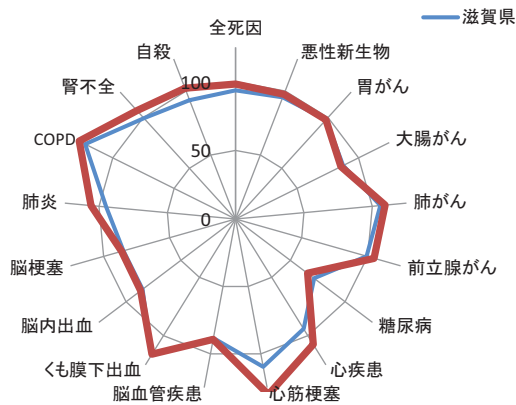 滋賀県
全死因
悪性新生物
胃がん
大腸がん
肺がん
前立腺がん
糖尿病
心疾患
心筋梗塞
脳血管疾患
くも膜下出血
脳内出血
脳梗塞
肺炎
COPD
腎不全
自殺
100
50
0